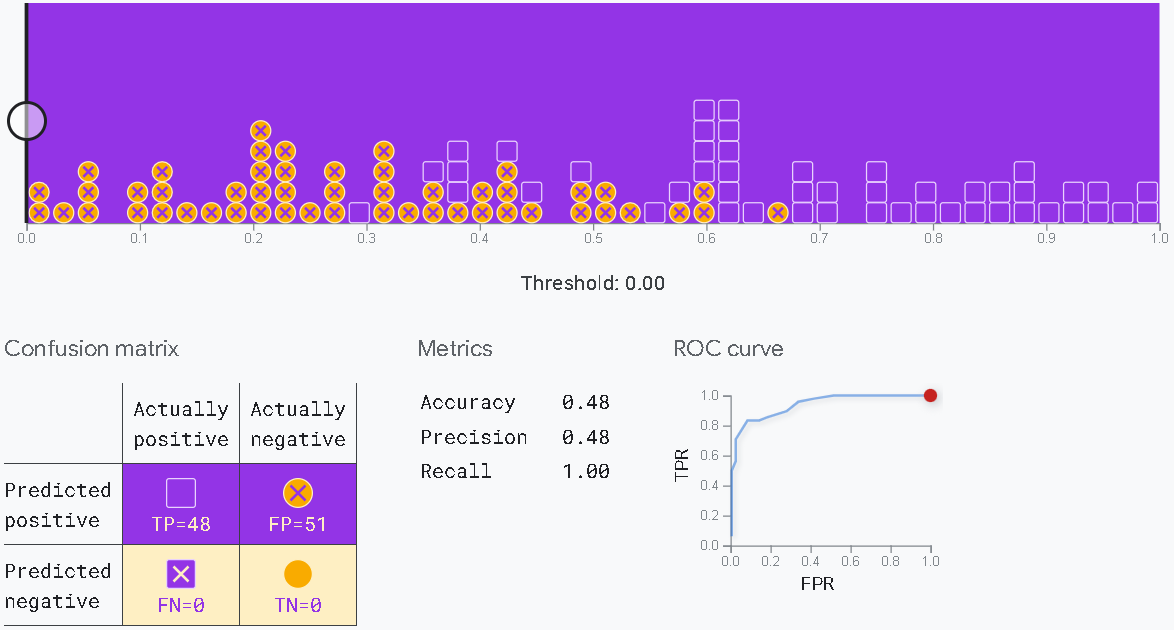 0.0 0.1 0.2 0.3 0.4 0.5 0.6 0.7 0.8 0.9 1.0
Threshold: 0.00
Confusion matrix
Actually positive
Actually negative
Predicted positive
TP=48
FP=51
Predicted negative
FN=0
TN=0
Metrics
Accuracy 0.48
Precision 0.48
Recall 1.00
ROC curve
TPR
1.0
0.8
0.6
0.4
0.2
0.0
0.0 0.2 0.4 0.6 0.8 1.0
FPR